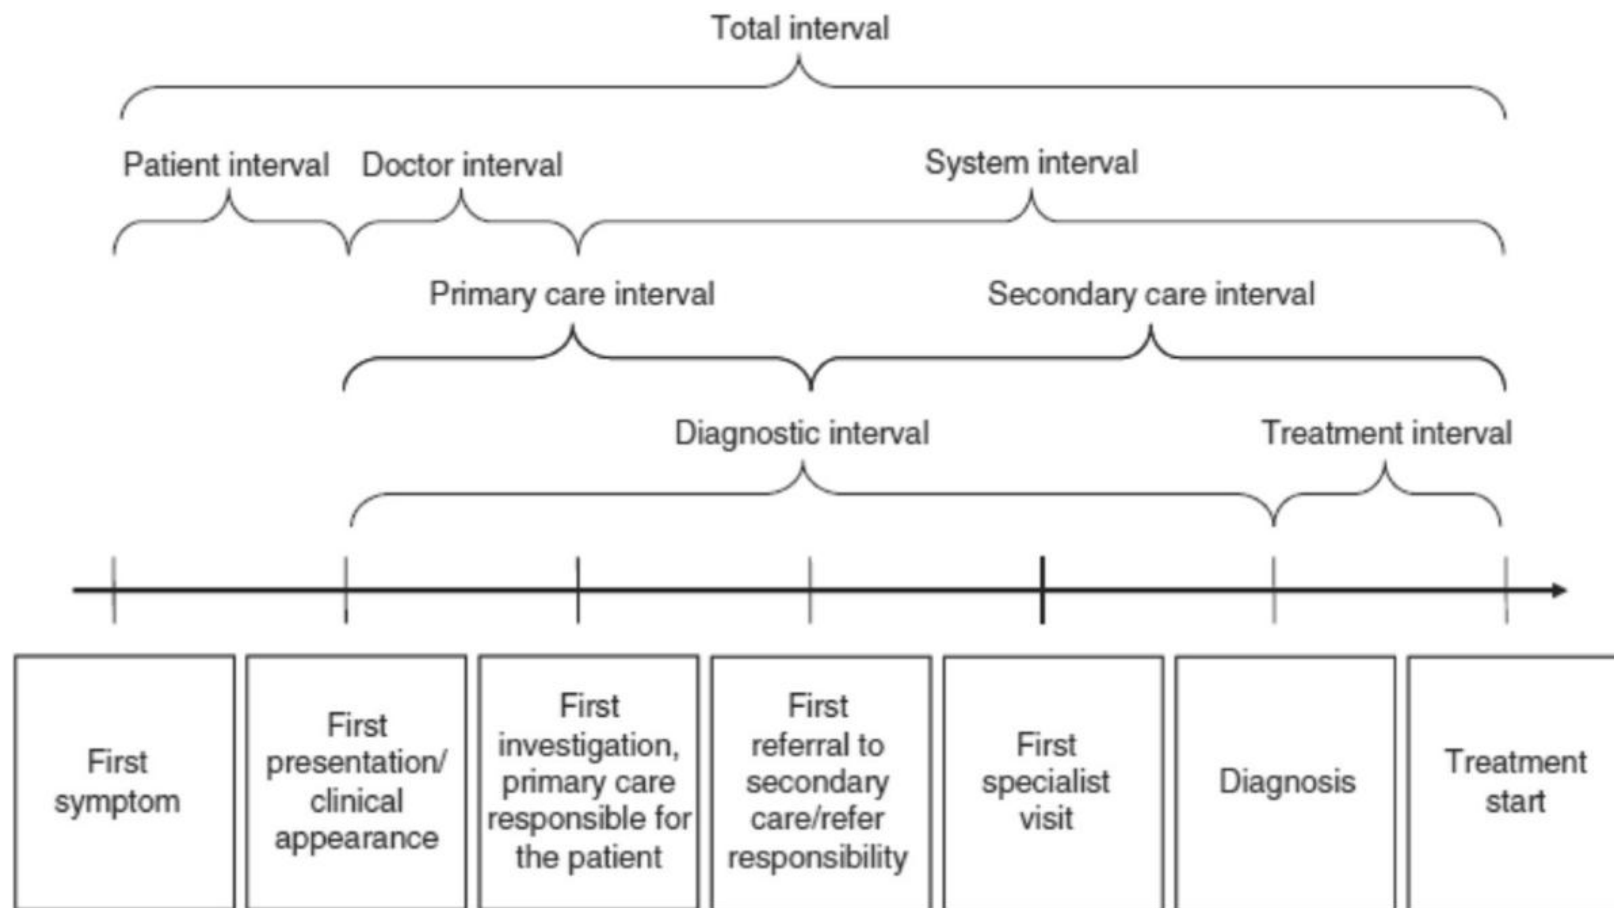 Total interval
Patient interval
Doctor interval
System interval
Primary care interval
Secondary care interval
Diagnostic interval
Treatment interval
First
symptom
First
presentation/
clinical
appearance
First
investigation,
primary care
responsible for
the patient
First
referral to
secondary
care/refer
responsibility
First
specialist
visit
Diagnosis
Treatment
start